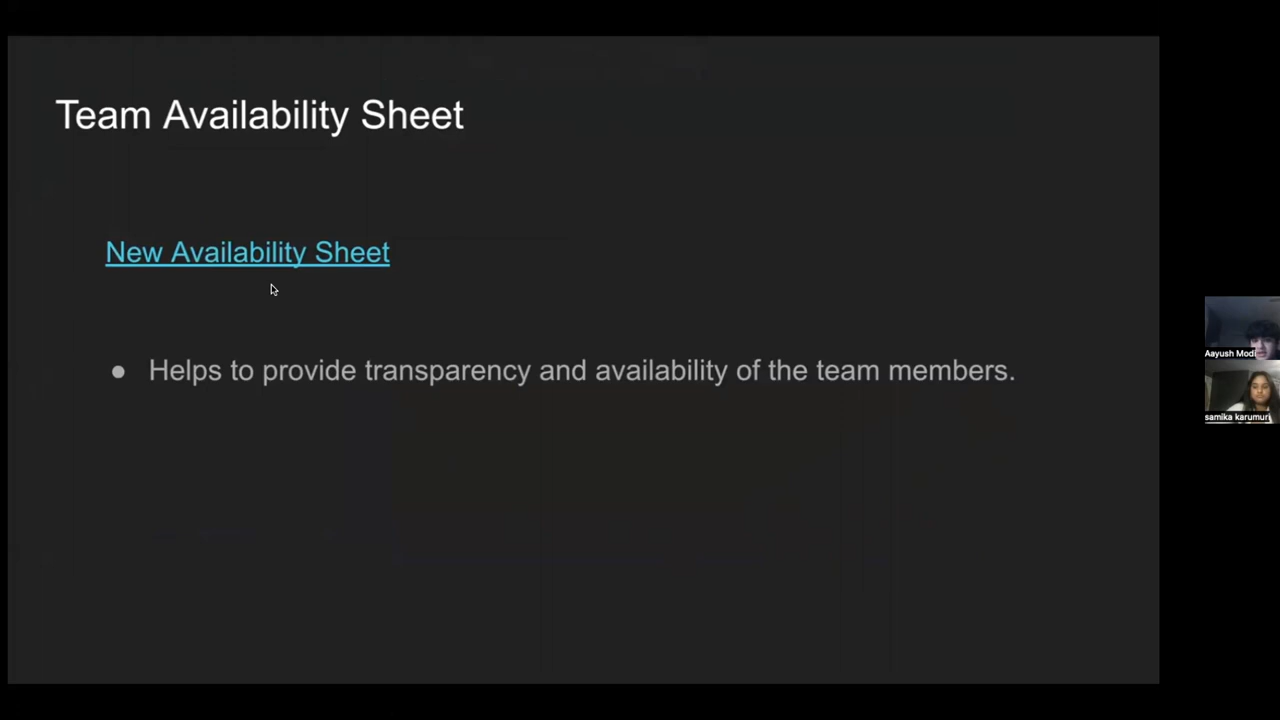 Team Availability Sheet
New Availability Sheet
● Helps to provide transparency and availability of the team members.
Aayush Modi
samika karumuri